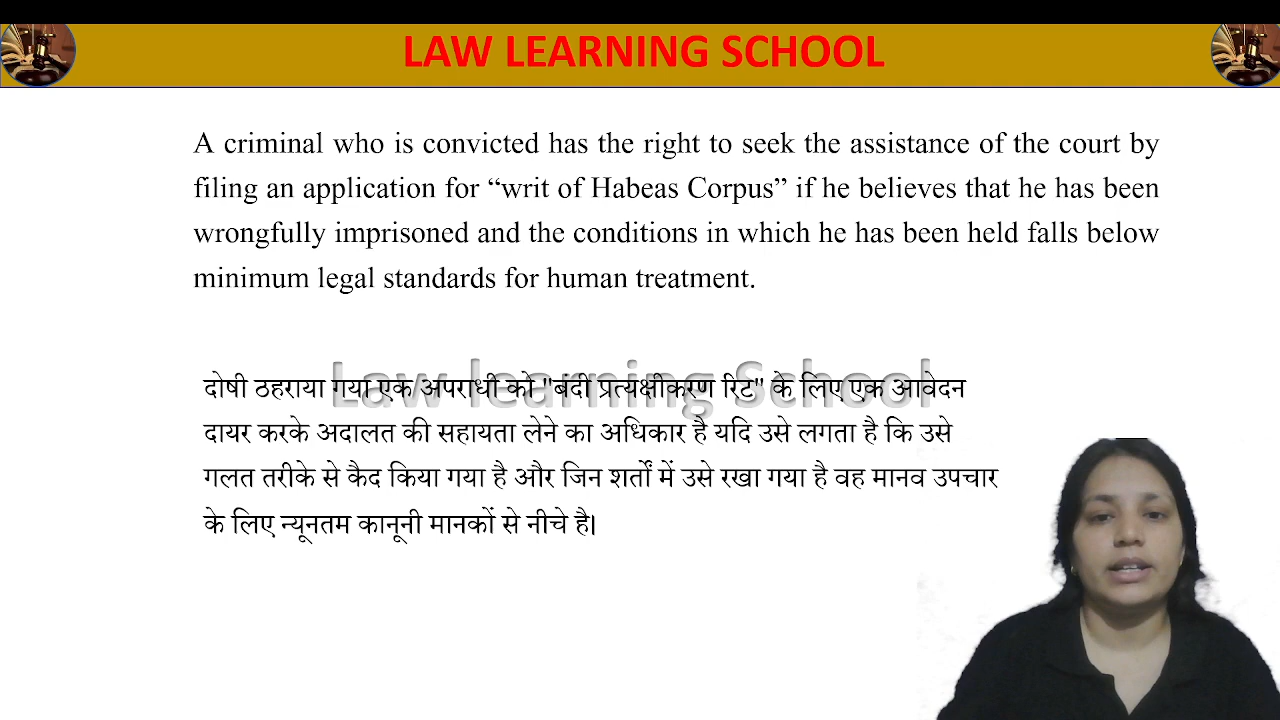 LAW LEARNING SCHOOL
A criminal who is convicted has the right to seek the assistance of the court by
filing an application for “writ of Habeas Corpus” if he believes that he has been
wrongfully imprisoned and the conditions in which he has been held falls below
minimum legal standards for human treatment.
Law learning School
दोषी ठहराया गया एक अपराधी को "बंदी प्रत्यक्षीकरण रिट" के लिए एक आवेदन
दायर करके अदालत की सहायता लेने का अधिकार है यदि उसे लगता है कि उसे
गलत तरीके से कैद किया गया है और जिन शर्तों में उसे रखा गया है वह मानव उपचार
के लिए न्यूनतम कानूनी मानकों से नीचे है।